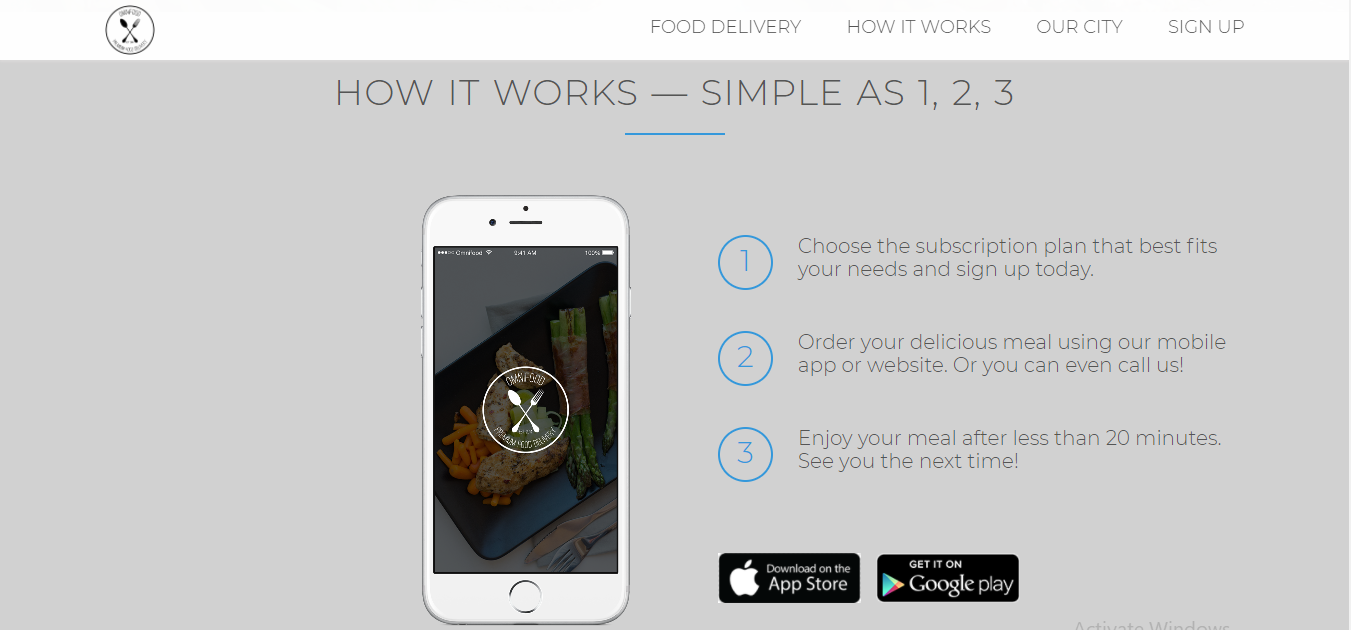 OMNIFOOD
PREMIUM FOOD DELIVERY
FOOD DELIVERY
HOW IT WORKS
OUR CITY
SIGN UP
HOW IT WORKS — SIMPLE AS 1, 2, 3
Omnifood
9:41 AM
100%
OMNIFOOD
PREMIUM FOOD DELIVERY
1
Choose the subscription plan that best fits
your needs and sign up today.
2
Order your delicious meal using our mobile
app or website. Or you can even call us!
3
Enjoy your meal after less than 20 minutes.
See you the next time!
Download on the
App Store
GET IT ON
Google play
Activate Windows